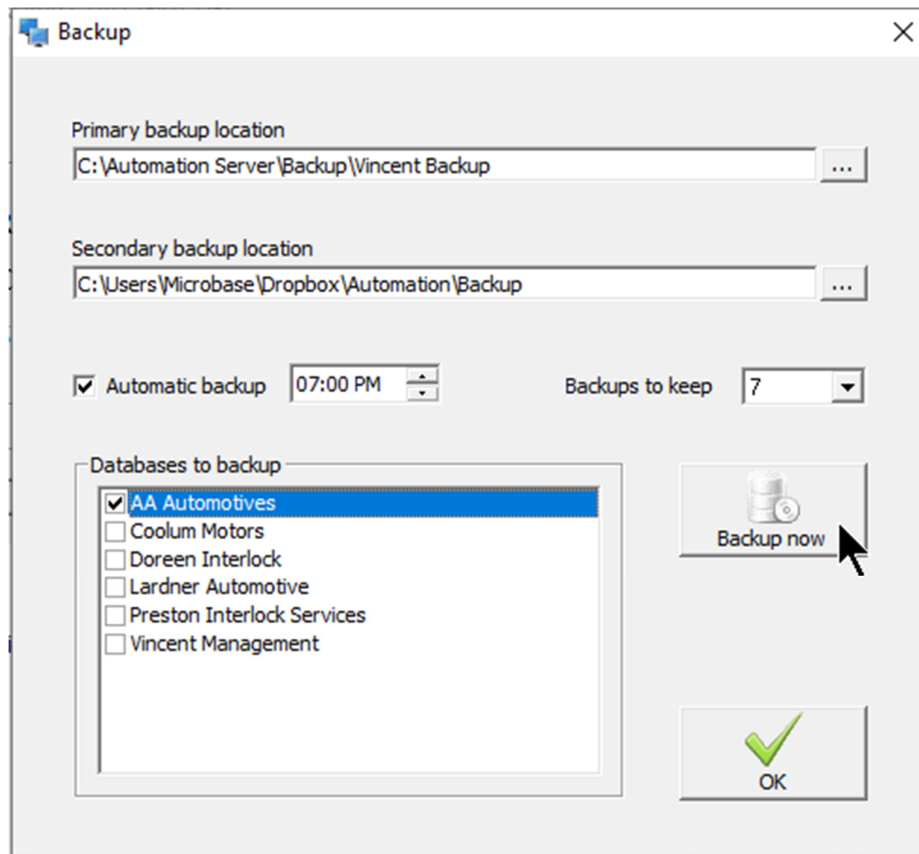 Backup
Primary backup location
C:\Automation Server\Backup\Vincent Backup
...
Secondary backup location
C:\Users\Microbase\Dropbox\Automation\Backup
...
Automatic backup 07:00 PM Backups to keep 7
Databases to backup
AA Automotives
Coolum Motors
Doreen Interlock
Lardner Automotive
Preston Interlock Services
Vincent Management
Backup now
OK